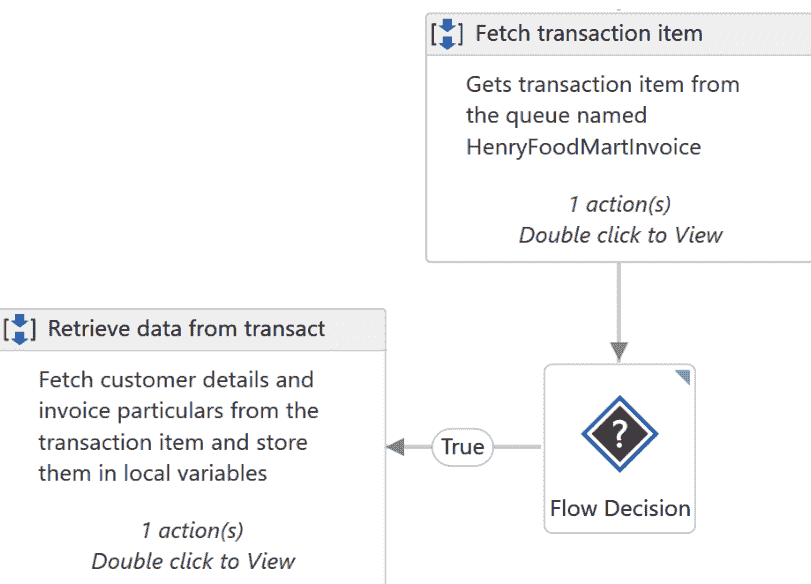 Fetch transaction item
Gets transaction item from
the queue named
HenryFoodMartInvoice
1 action(s)
Double click to View
Retrieve data from transact
Fetch customer details and
invoice particulars from the
transaction item and store
them in local variables
1 action(s)
Double click to View
True
?
Flow Decision